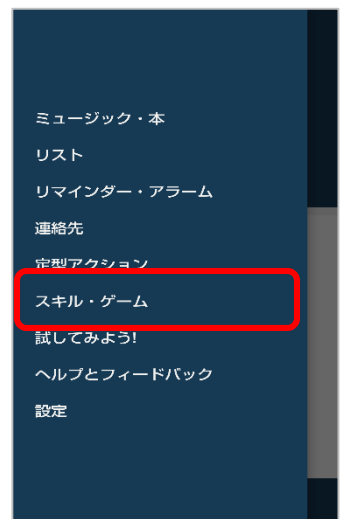 ミュージック・本
リスト
リマインダー・アラーム
連絡先
定型アクション
スキル・ゲーム
試してみよう!
ヘルプとフィードバック
設定